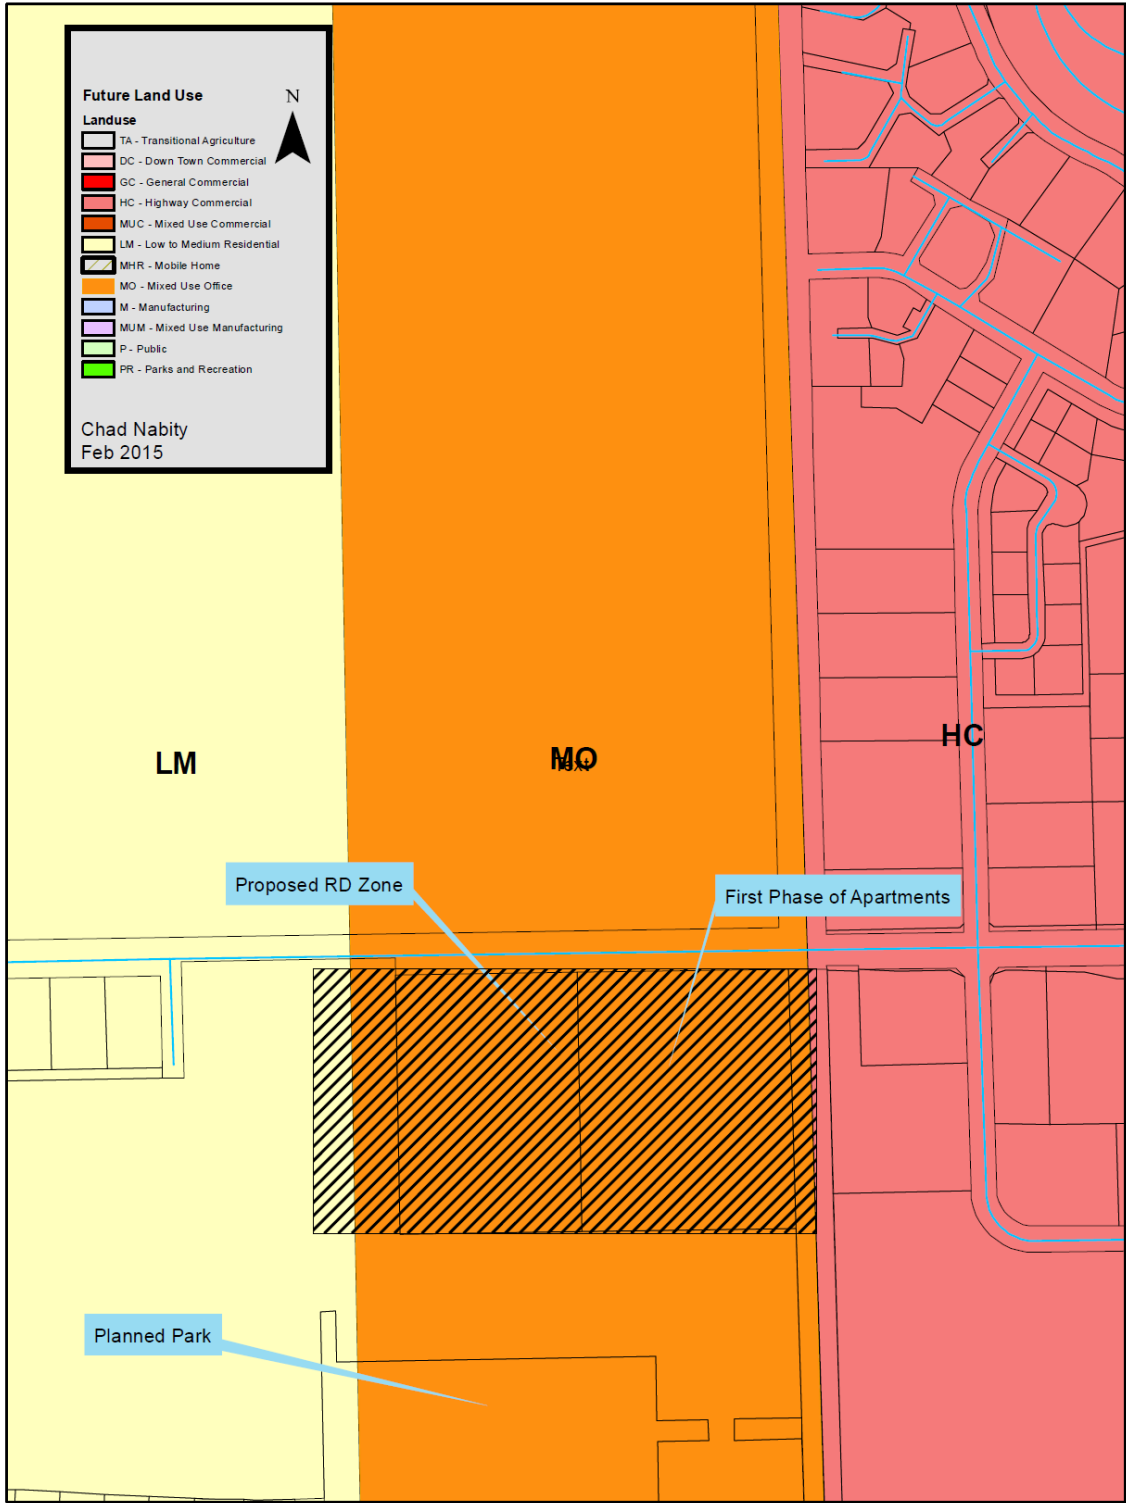 Future Land Use
N
Landuse
TA - Transitional Agriculture
DC - Down Town Commercial
GC - General Commercial
HC - Highway Commercial
MUC - Mixed Use Commercial
LM - Low to Medium Residential
MHR - Mobile Home
MO - Mixed Use Office
M - Manufacturing
MUM - Mixed Use Manufacturing
P - Public
PR - Parks and Recreation
Chad Nabity
Feb 2015
HC
LM
MO
Text
Proposed RD Zone
First Phase of Apartments
Planned Park